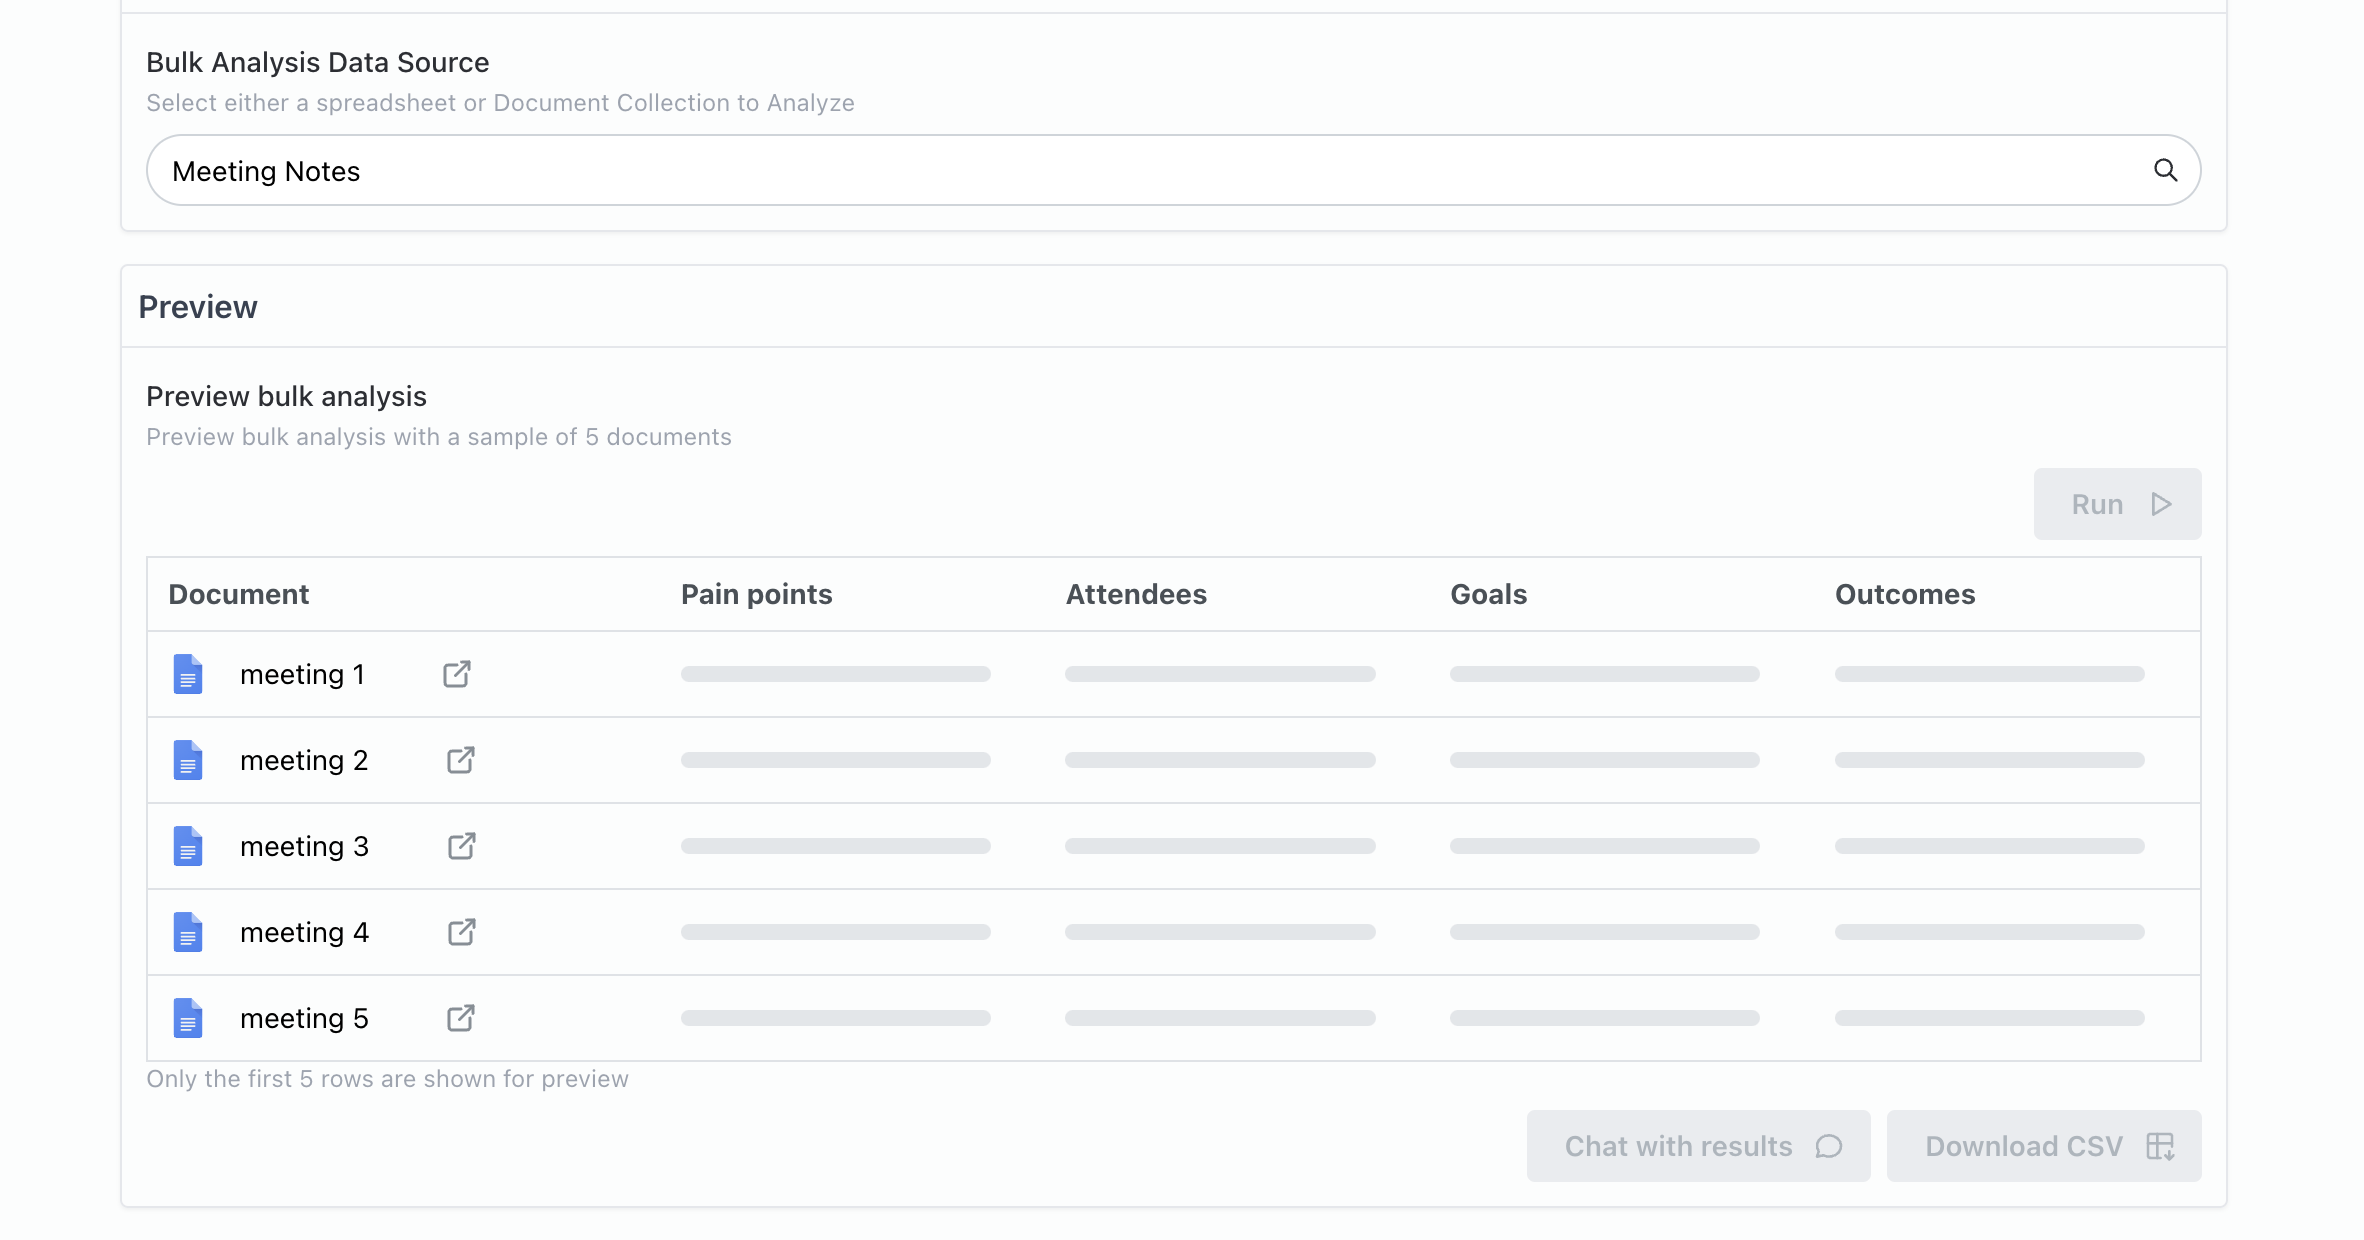 Bulk Analysis Data Source
Select either a spreadsheet or Document Collection to Analyze
Meeting Notes
Preview
Preview bulk analysis
Preview bulk analysis with a sample of 5 documents
Run
Document Pain points Attendees Goals Outcomes
meeting 1
meeting 2
meeting 3
meeting 4
meeting 5
Only the first 5 rows are shown for preview
Chat with results Download CSV